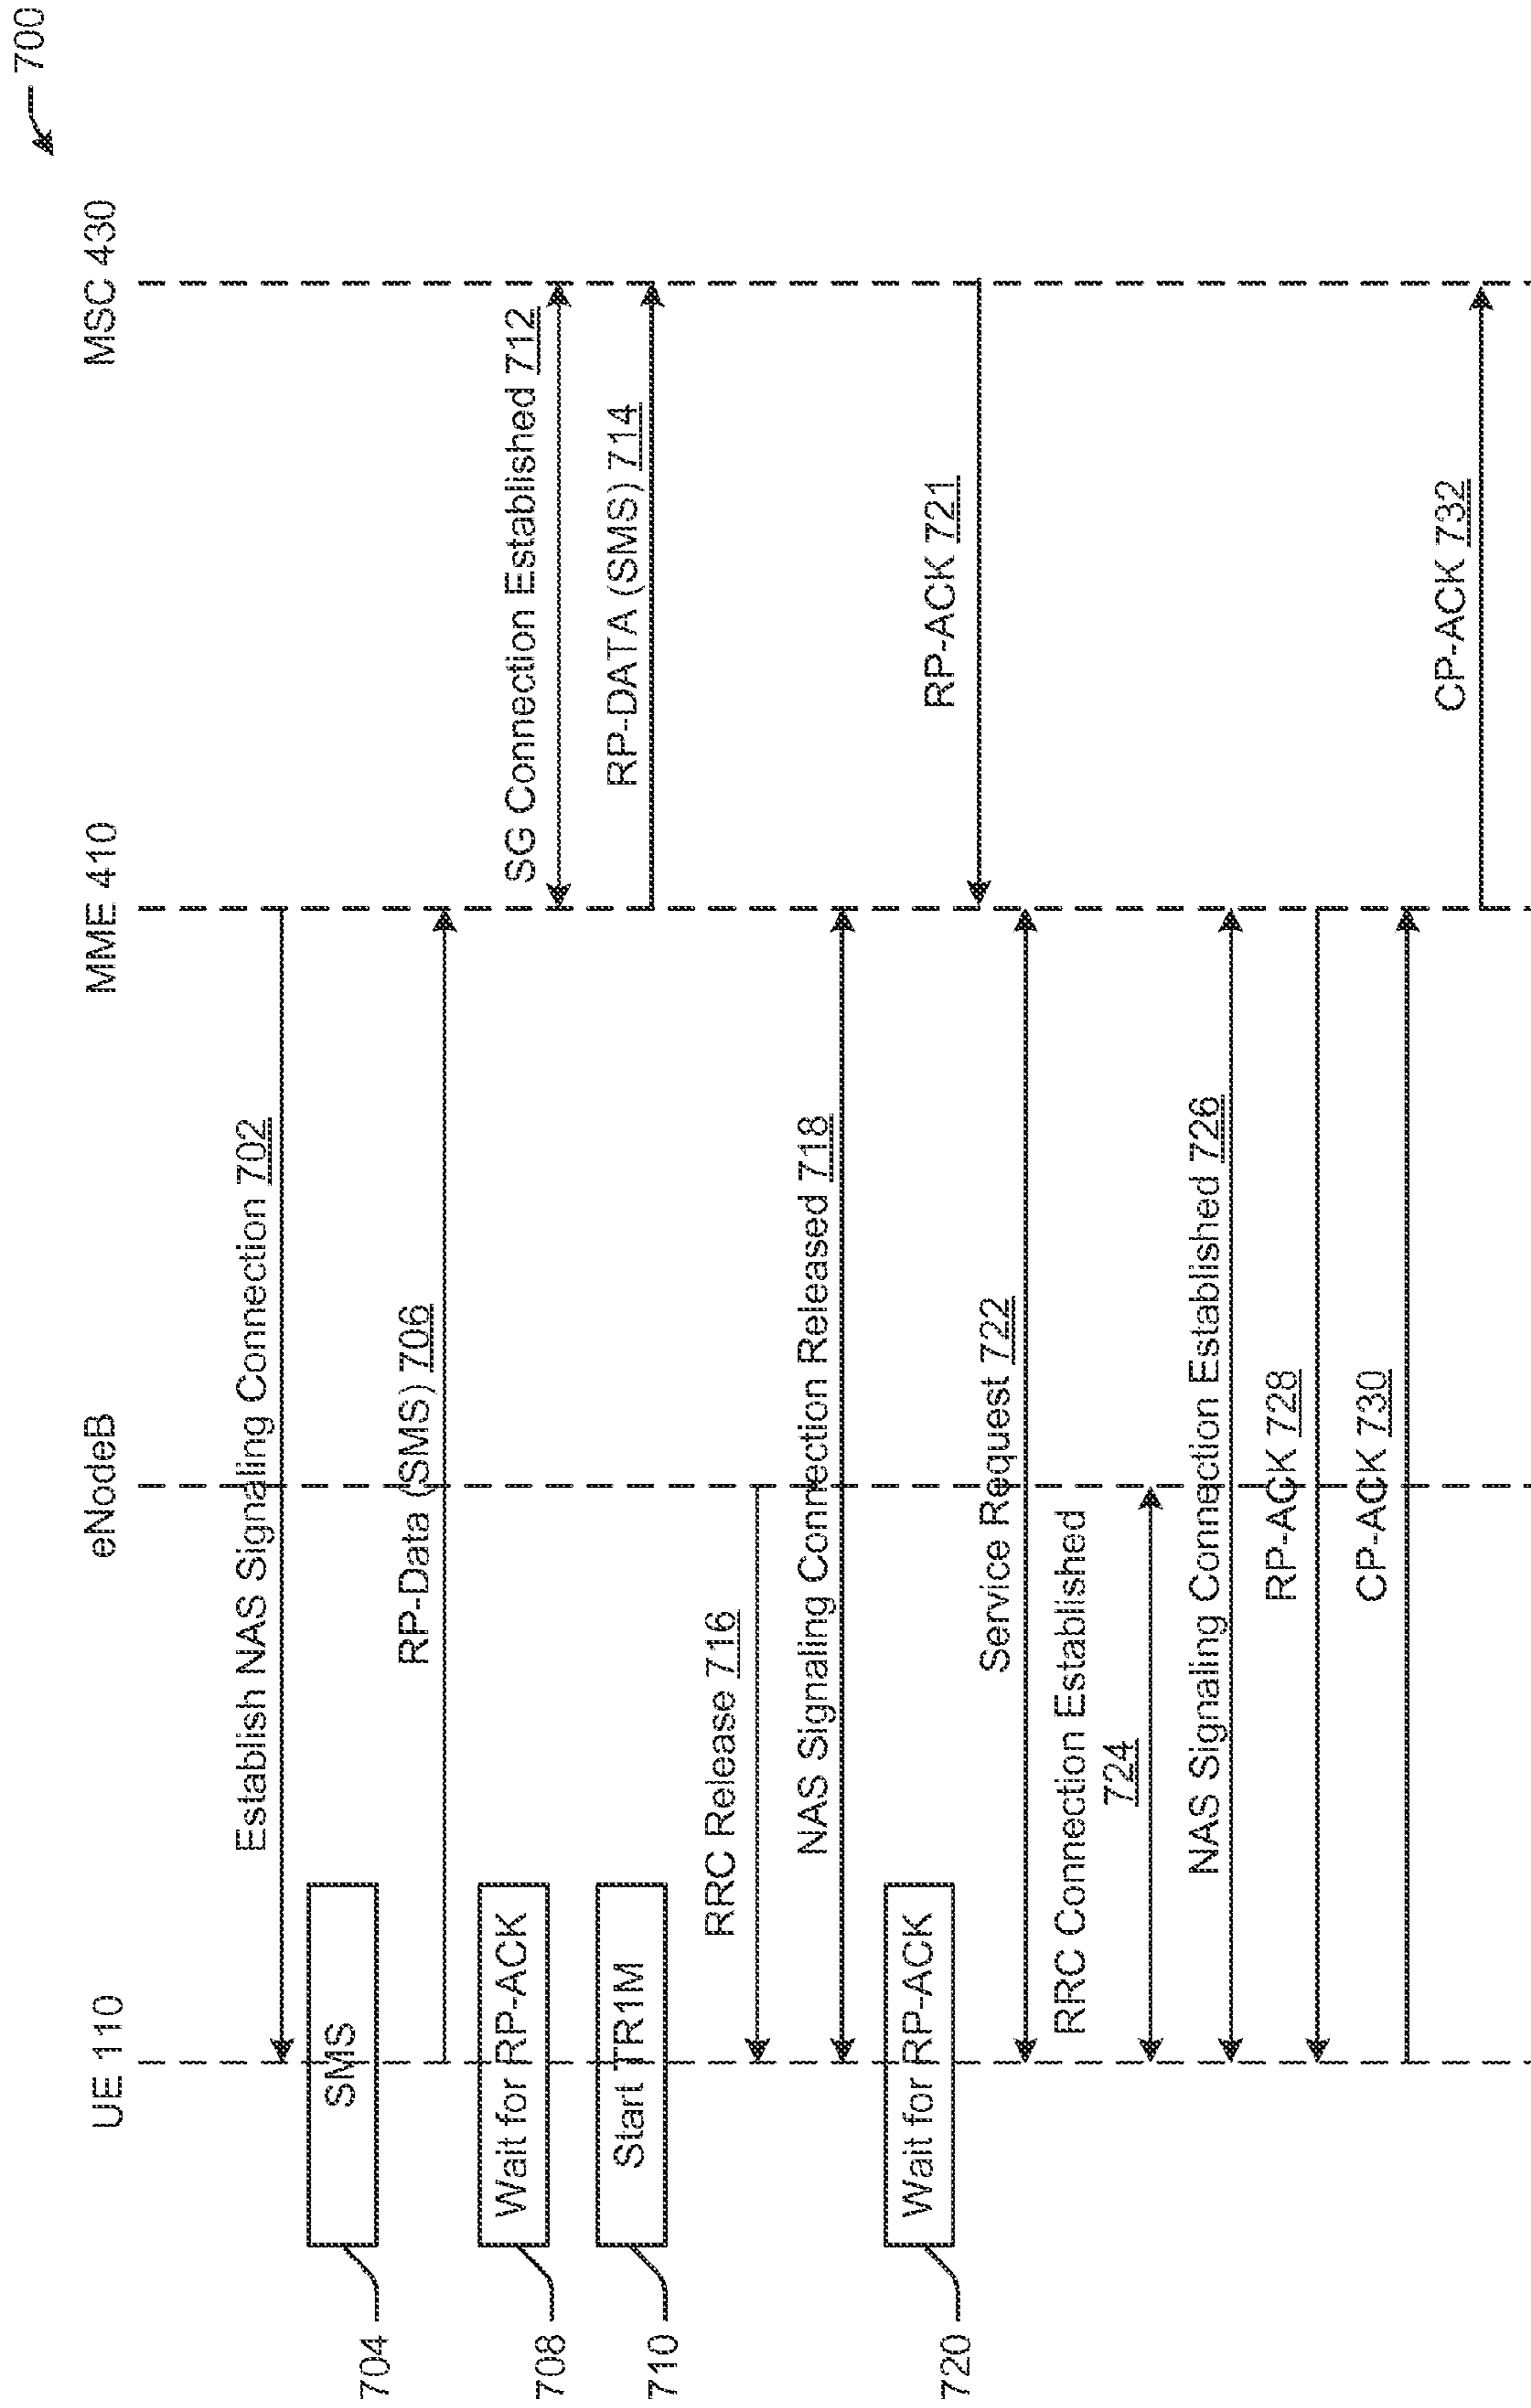 700
UE 110
eNodeB
MME 410
MSC 430
Establish NAS Signaling Connection 702
704
SMS
RP-Data (SMS) 706
708
Wait for RP-ACK
SG Connection Established 712
710
Start TR1M
RP-DATA (SMS) 714
RRC Release 716
NAS Signaling Connection Released 718
720
Wait for RP-ACK
RP-ACK 721
Service Request 722
RRC Connection Established
724
NAS Signaling Connection Established 726
RP-ACK 728
CP-ACK 730
CP-ACK 732